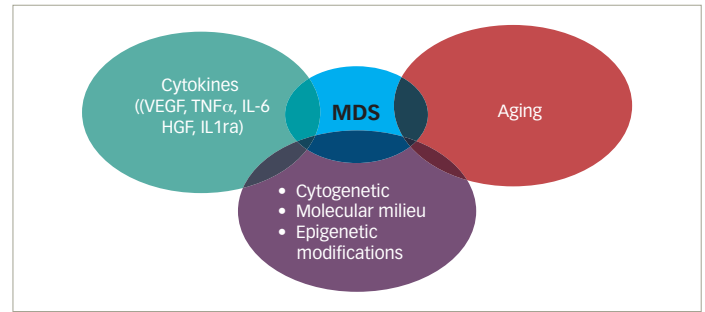 Cytokines
((VEGF, TNFα, IL-6
HGF, IL1ra)
MDS
Aging
• Cytogenetic
• Molecular milieu
• Epigenetic
modifications